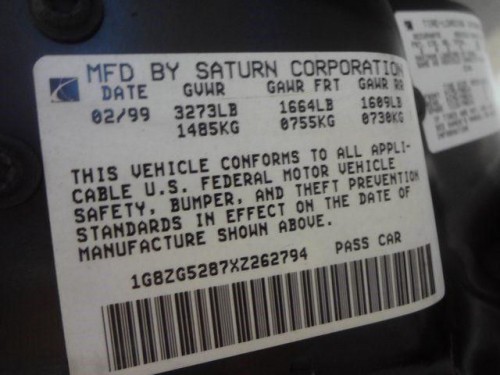 MFD BY SATURN CORPORATION
DATE GVWR GAWR FRT GAWR RR
02/99 3273LB 1664LB 1609LB
1485KG 0755KG 0730KG
THIS VEHICLE CONFORMS TO ALL APPLI-
CABLE U.S. FEDERAL MOTOR VEHICLE
SAFETY, BUMPER, AND THEFT PREVENTION
STANDARDS IN EFFECT ON THE DATE OF
MANUFACTURE SHOWN ABOVE.
1G8ZG5287XZ262794 PASS CAR